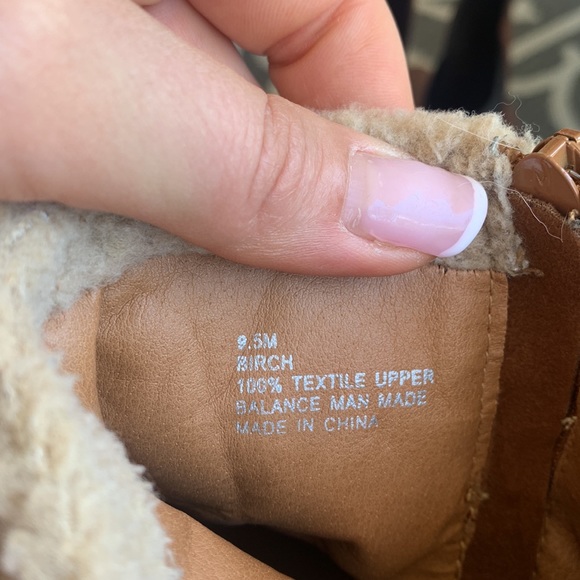 9.5M
BIRCH
100% TEXTILE UPPER
BALANCE MAN MADE
MADE IN CHINA